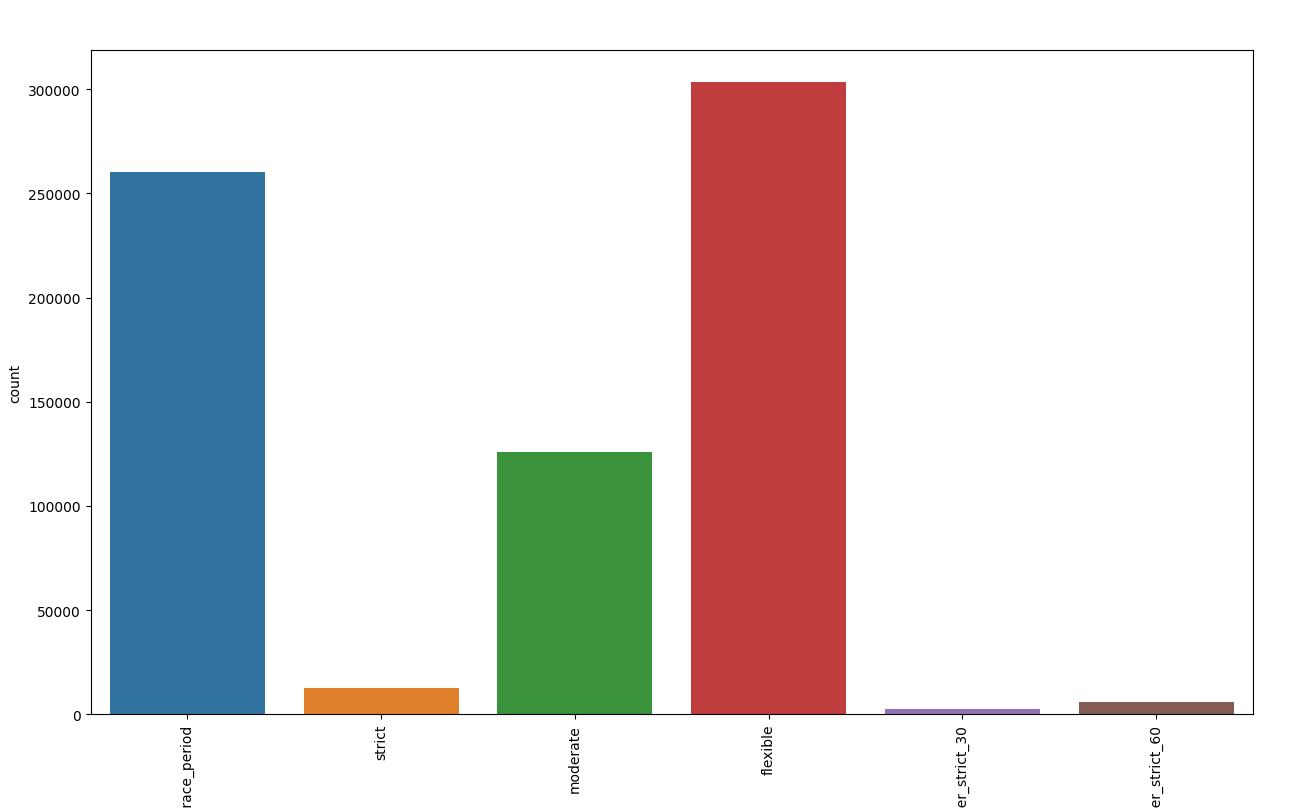 300000
250000
200000
150000
100000
50000
0
count
race_period
strict
moderate
flexible
er_strict_30
er_strict_60